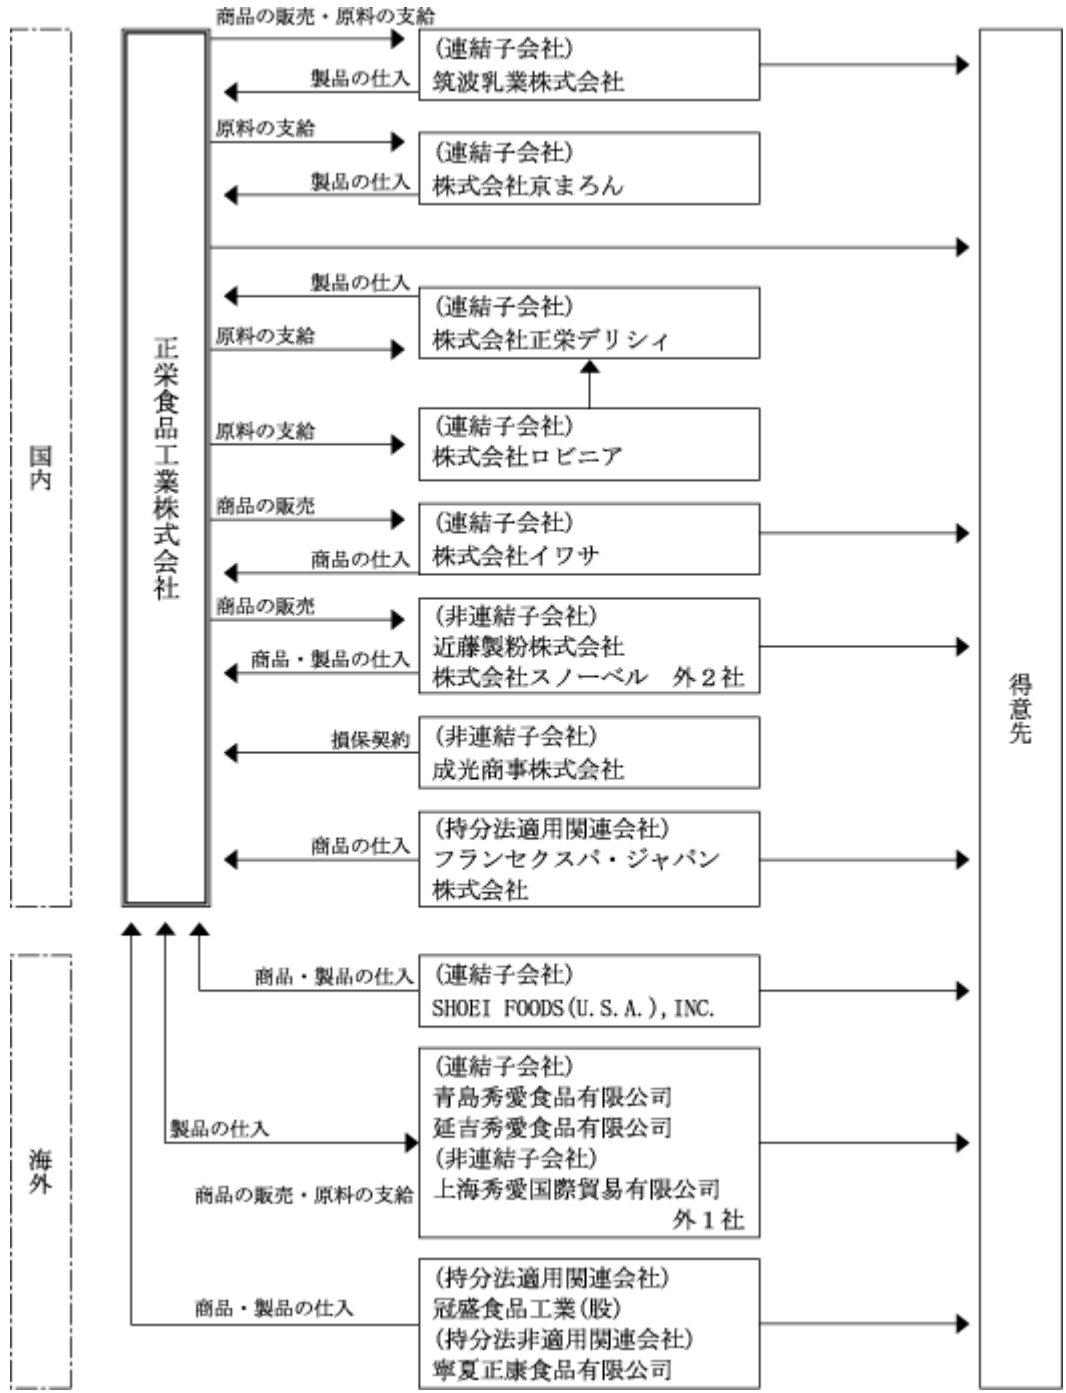 国内
正栄食品工業株式会社
商品の販売・原料の支給
製品の仕入
(連結子会社)
筑波乳業株式会社
原料の支給
製品の仕入
(連結子会社)
株式会社京まろん
製品の仕入
原料の支給
(連結子会社)
株式会社正栄デリシィ
原料の支給
(連結子会社)
株式会社ロビニア
商品の販売
商品の仕入
(連結子会社)
株式会社イワサ
商品の販売
商品・製品の仕入
(非連結子会社)
近藤製粉株式会社
株式会社スノーベル 外2社
損保契約
(非連結子会社)
成光商事株式会社
商品の仕入
(持分法適用関連会社)
フランセクスパ・ジャパン
株式会社
得意先
海外
商品・製品の仕入
(連結子会社)
SHOEI FOODS(U.S.A.),INC.
製品の仕入
商品の販売・原料の支給
(連結子会社)
青島秀愛食品有限公司
延吉秀愛食品有限公司
(非連結子会社)
上海秀愛国際貿易有限公司
外1社
商品・製品の仕入
(持分法適用関連会社)
冠盛食品工業(股)
(持分法非適用関連会社)
寧夏正康食品有限公司